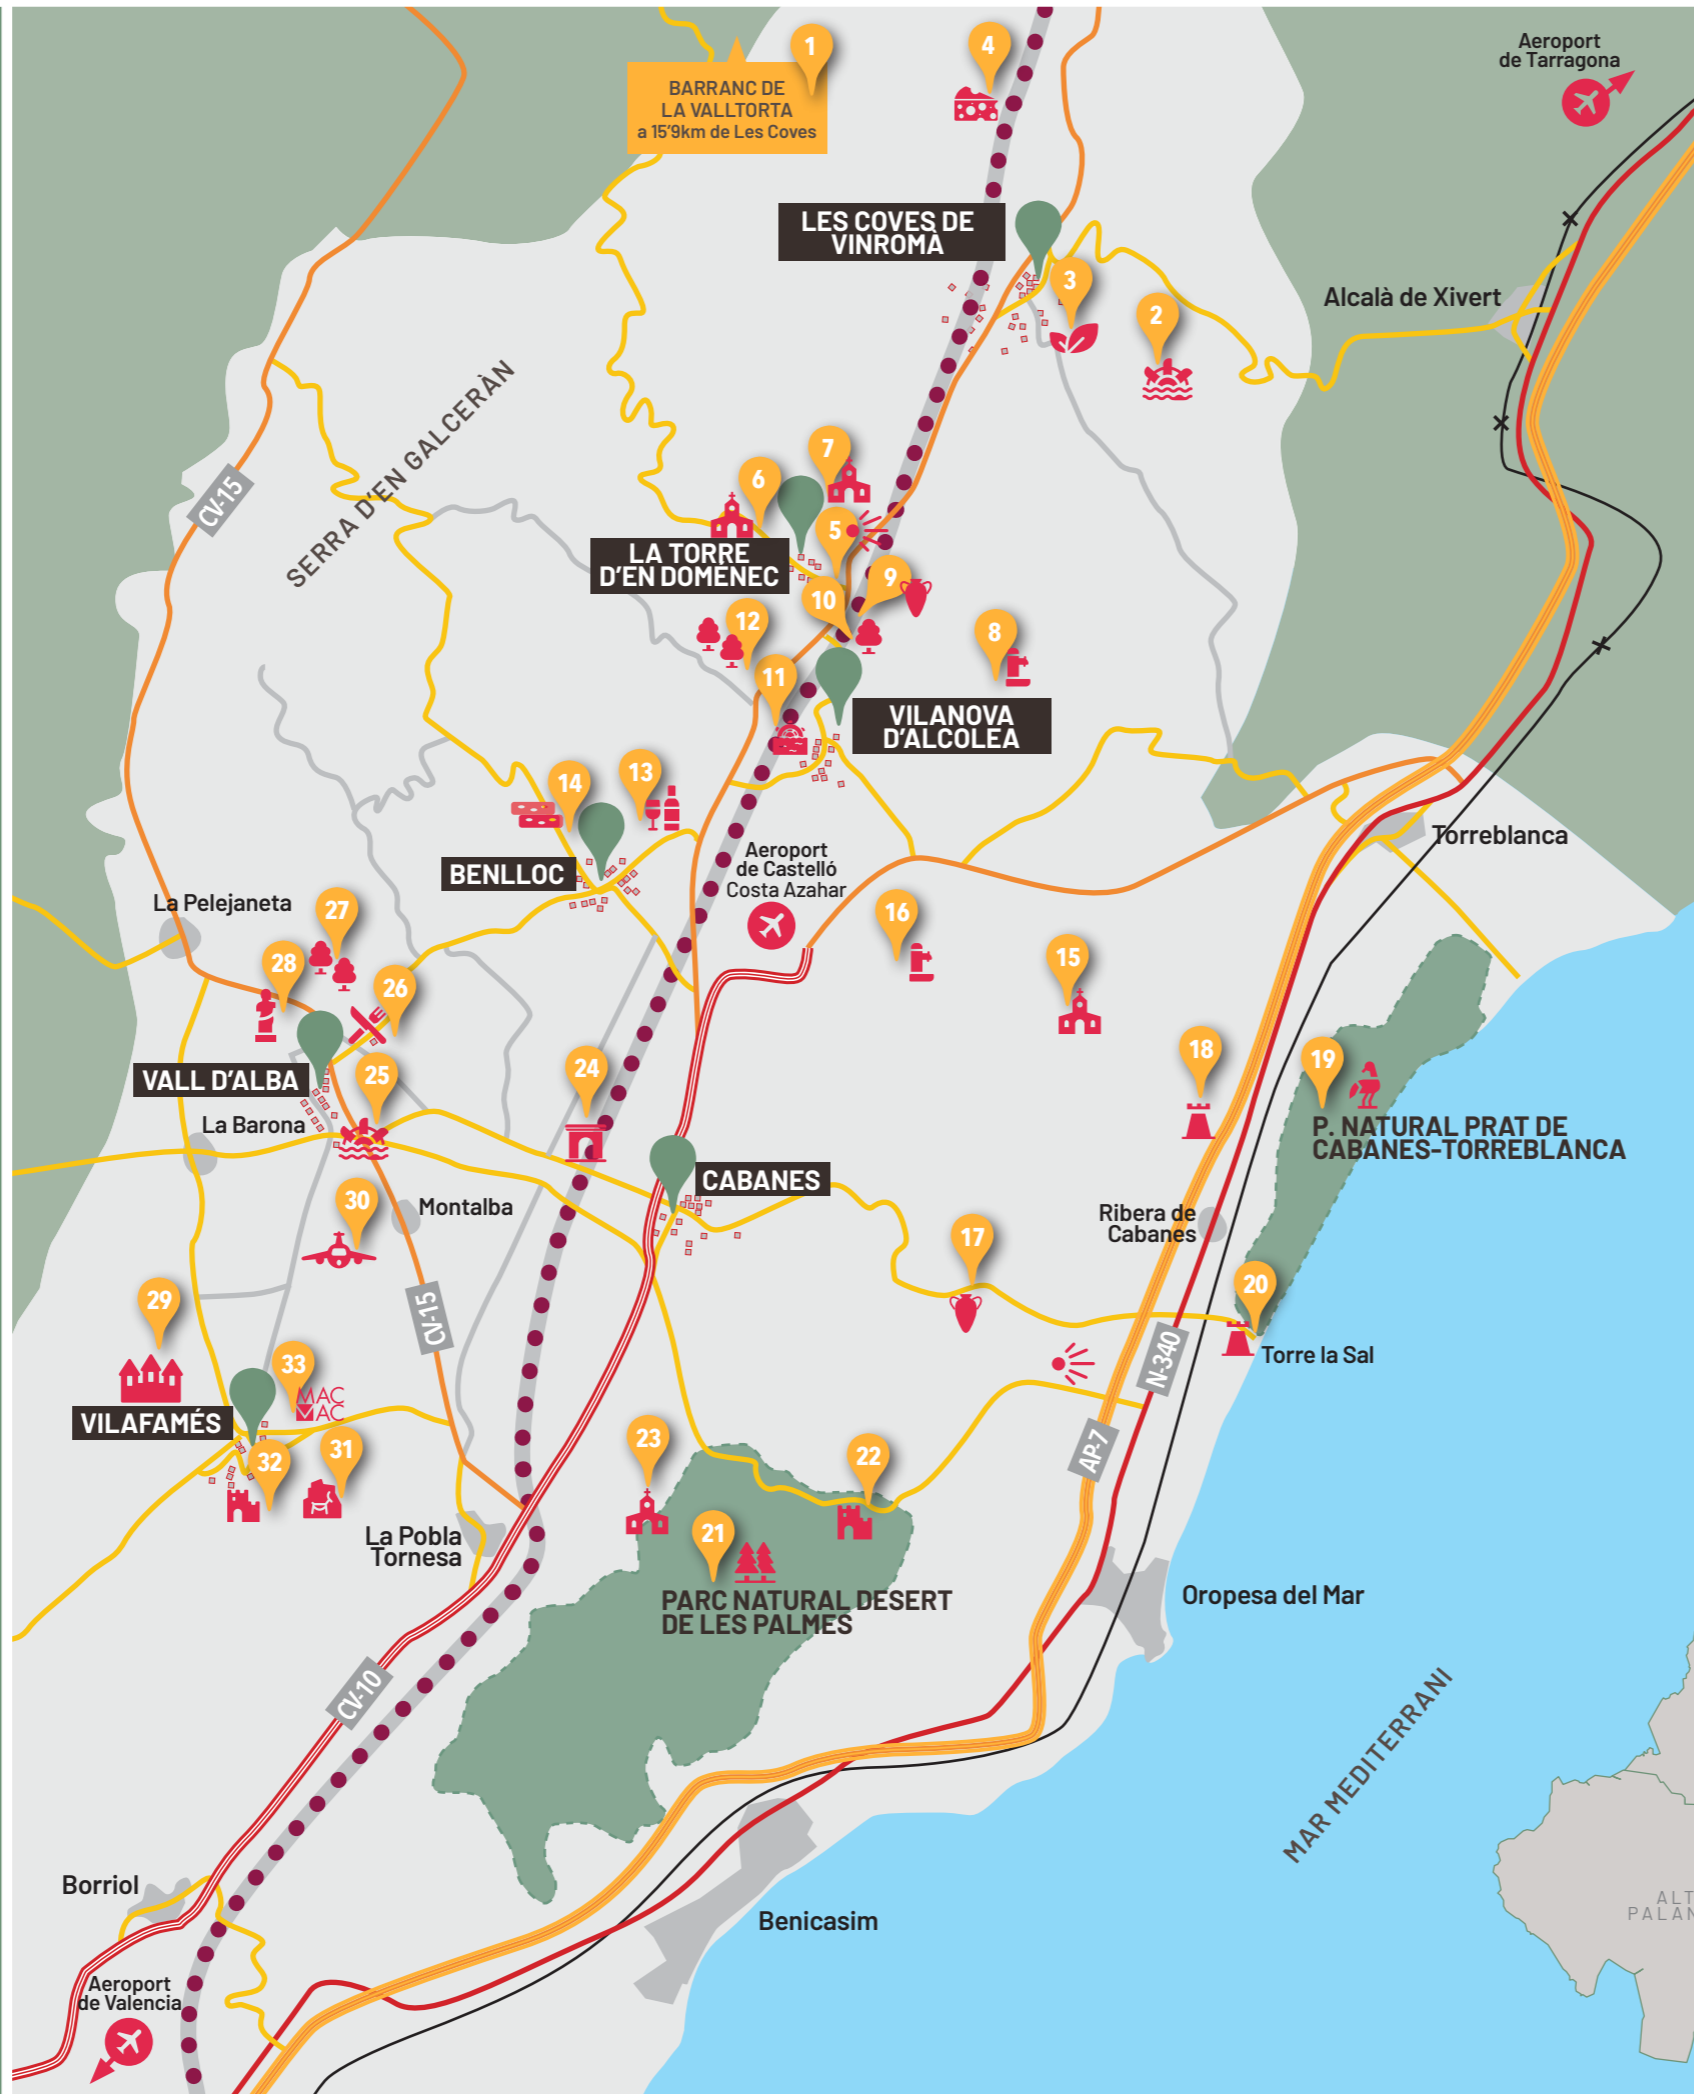 1
4
Aeroport
de Tarragona
BARRANC DE
LA VALLTORTA
a 15'9km de Les Coves
LES COVES DE
VINROMÀ
3
2
Alcalà de Xivert
SERRA D'EN GALCERÀN
CV-15
7
6
5
LA TORRE
D'EN DOMÈNEC
9
10
12
8
11
VILANOVA
D'ALCOLEA
13
14
BENLLOC
Aeroport
de Castelló
Costa Azahar
Torreblanca
La Pelejaneta
27
16
28
15
26
18
19
24
25
VALL D'ALBA
La Barona
P. NATURAL PRAT DE
CABANES-TORREBLANCA
CABANES
30
Montalba
Ribera de
Cabanes
17
20
29
CV-15
Torre la Sal
33
MAC
MAC
N-340
VILAFAMÉS
32
31
23
22
AP-7
21
La Pobla
Tornesa
PARC NATURAL DESERT
DE LES PALMES
Oropesa del Mar
CV-10
MAR MEDITERRANI
Borriol
ALT
PALAN
Benicasim
Aeroport
de Valencia